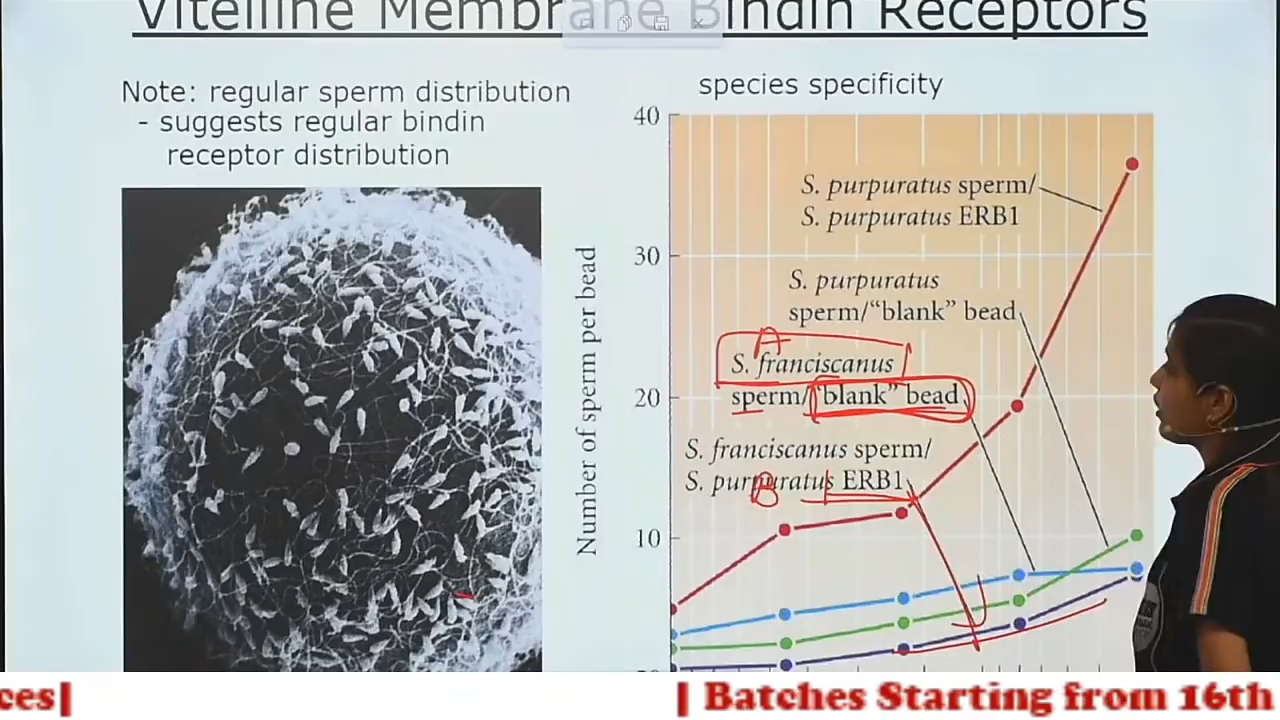 Vitelline Membrane Bindin Receptors
Note: regular sperm distribution
- suggests regular bindin
receptor distribution
species specificity
Number of sperm per bead
40
30
20
10
S. purpuratus sperm/
S. purpuratus ERB1
S. purpuratus
sperm/“blank” bead
A
S. franciscanus
sperm/“blank” bead
S. franciscanus sperm/
S. purpuratus ERB1
B
ces|
| Batches Starting from 16th